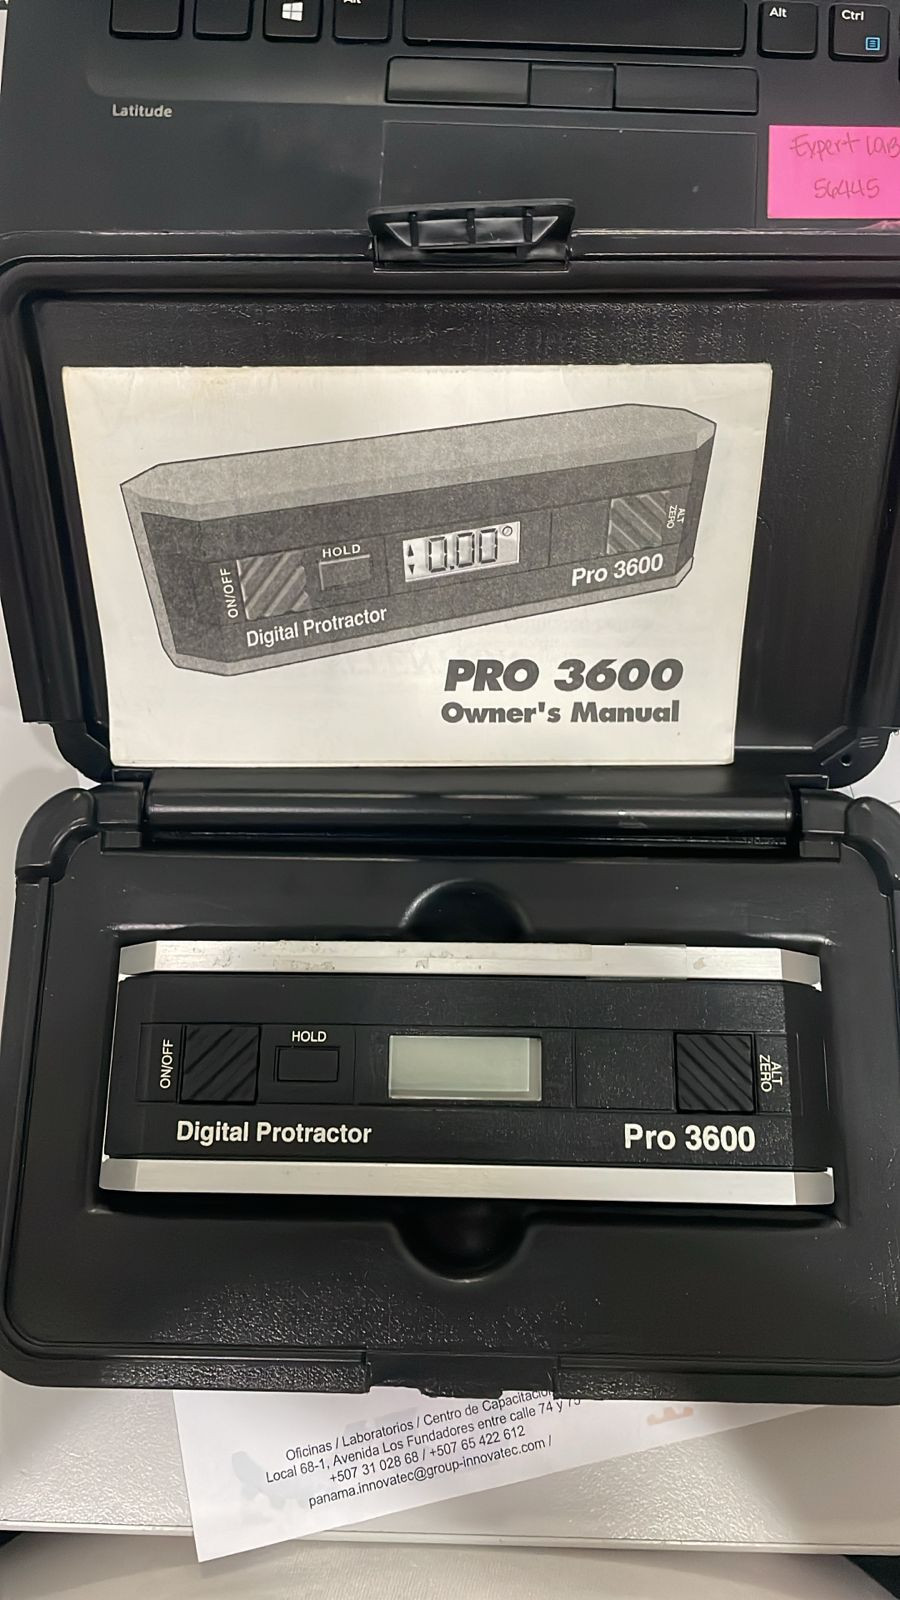 Alt
Alt
Ctrl
Latitude
Expert LAB
56445
ON/OFF
HOLD
0.00°
ALT
ZERO
Digital Protractor
Pro 3600
PRO 3600
Owner's Manual
ON/OFF
HOLD
ALT
ZERO
Digital Protractor
Pro 3600
Oficinas / Laboratorios / Centro de Capacitación
Local 68-1, Avenida Los Fundadores entre calle 74 y 75
+507 31 028 68 / +507 65 422 612
panama.innovatec@group-innovatec.com /